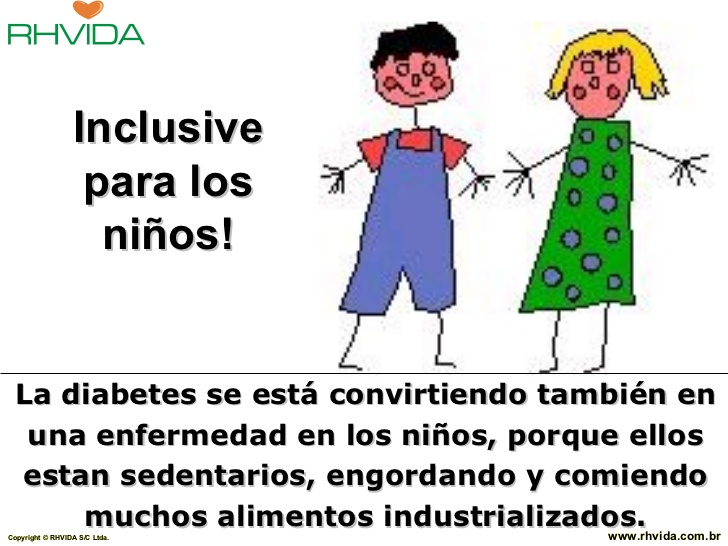 RHVIDA
Inclusive
para los
niños!
La diabetes se está convirtiendo también en
una enfermedad en los niños, porque ellos
estan sedentarios, engordando y comiendo
muchos alimentos industrializados.
Copyright © RHVIDA S/C Ltda.
www.rhvida.com.br